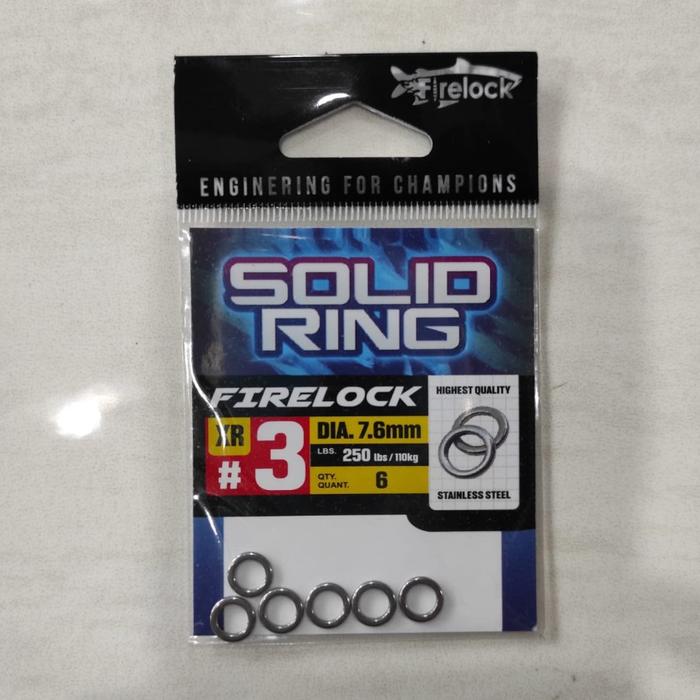 Firelock
ENGINERING FOR CHAMPIONS
SOLID
RING
FIRELOCK
XR
#3
DIA. 7.6mm
LBS. 250 lbs/110kg
QTY.
QUANT. 6
HIGHEST QUALITY
STAINLESS STEEL